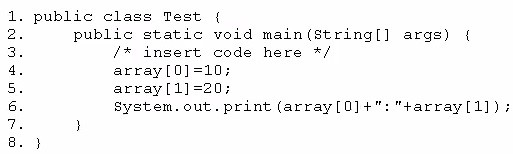 1. public class Test {
2.     public static void main(String[] args) {
3.         /* insert code here */
4.         array[0]=10;
5.         array[1]=20;
6.         System.out.print(array[0]+":"+array[1]);
7.     }
8. }